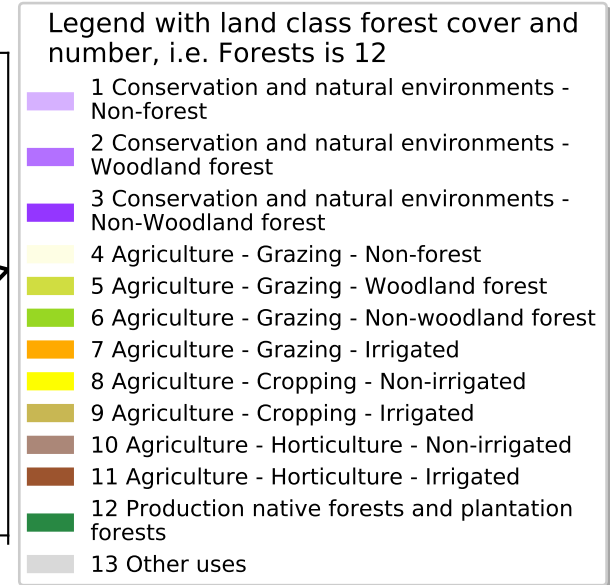 Legend with land class forest cover and
number, i.e. Forests is 12
1 Conservation and natural environments -
Non-forest
2 Conservation and natural environments -
Woodland forest
3 Conservation and natural environments -
Non-Woodland forest
4 Agriculture - Grazing - Non-forest
5 Agriculture - Grazing - Woodland forest
6 Agriculture - Grazing - Non-woodland forest
7 Agriculture - Grazing - Irrigated
8 Agriculture - Cropping - Non-irrigated
9 Agriculture - Cropping - Irrigated
10 Agriculture - Horticulture - Non-irrigated
11 Agriculture - Horticulture - Irrigated
12 Production native forests and plantation
forests
13 Other uses